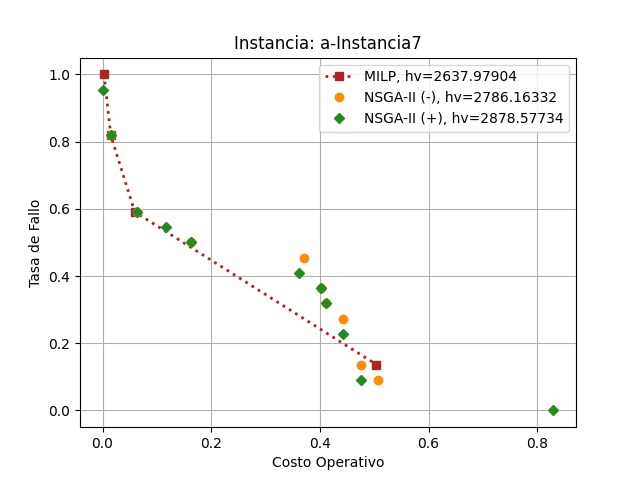 Instancia: a-Instancia7
MILP, hv=2637.97904
NSGA-II (-), hv=2786.16332
NSGA-II (+), hv=2878.57734
Tasa de Fallo
1.0
0.8
0.6
0.4
0.2
0.0
0.0 0.2 0.4 0.6 0.8
Costo Operativo